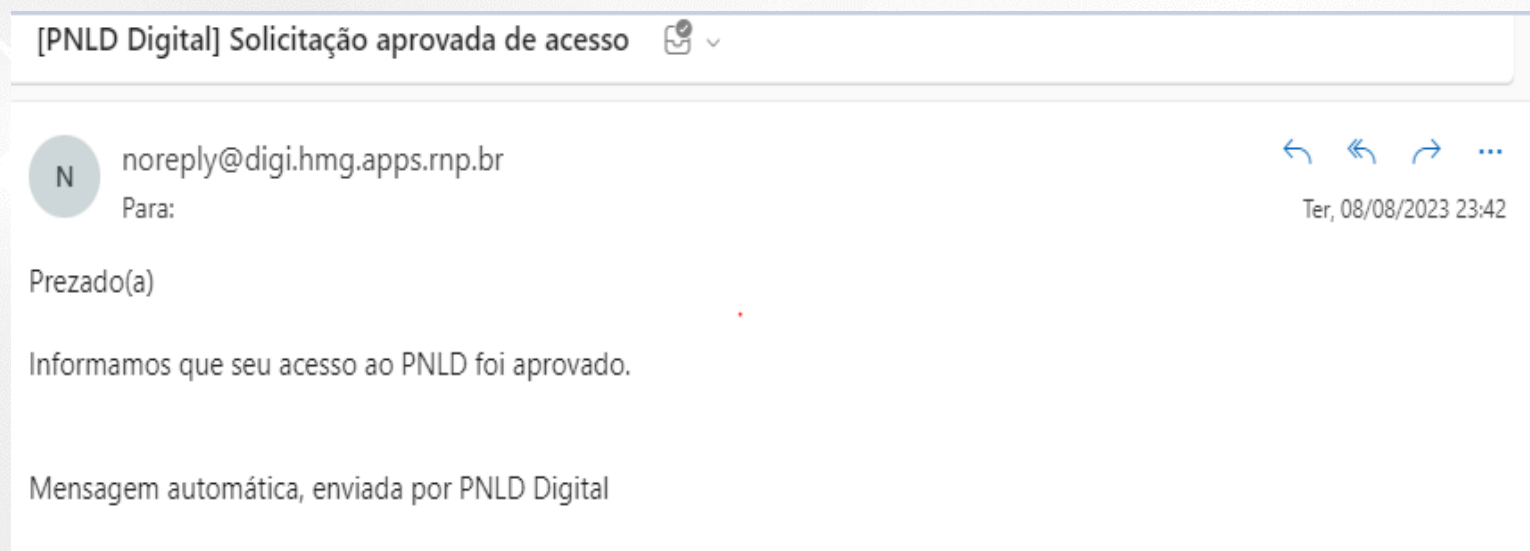 [PNLD Digital] Solicitação aprovada de acesso
N
noreply@digi.hmg.apps.rnp.br
Para:
Ter, 08/08/2023 23:42
Prezado(a)
Informamos que seu acesso ao PNLD foi aprovado.
Mensagem automática, enviada por PNLD Digital